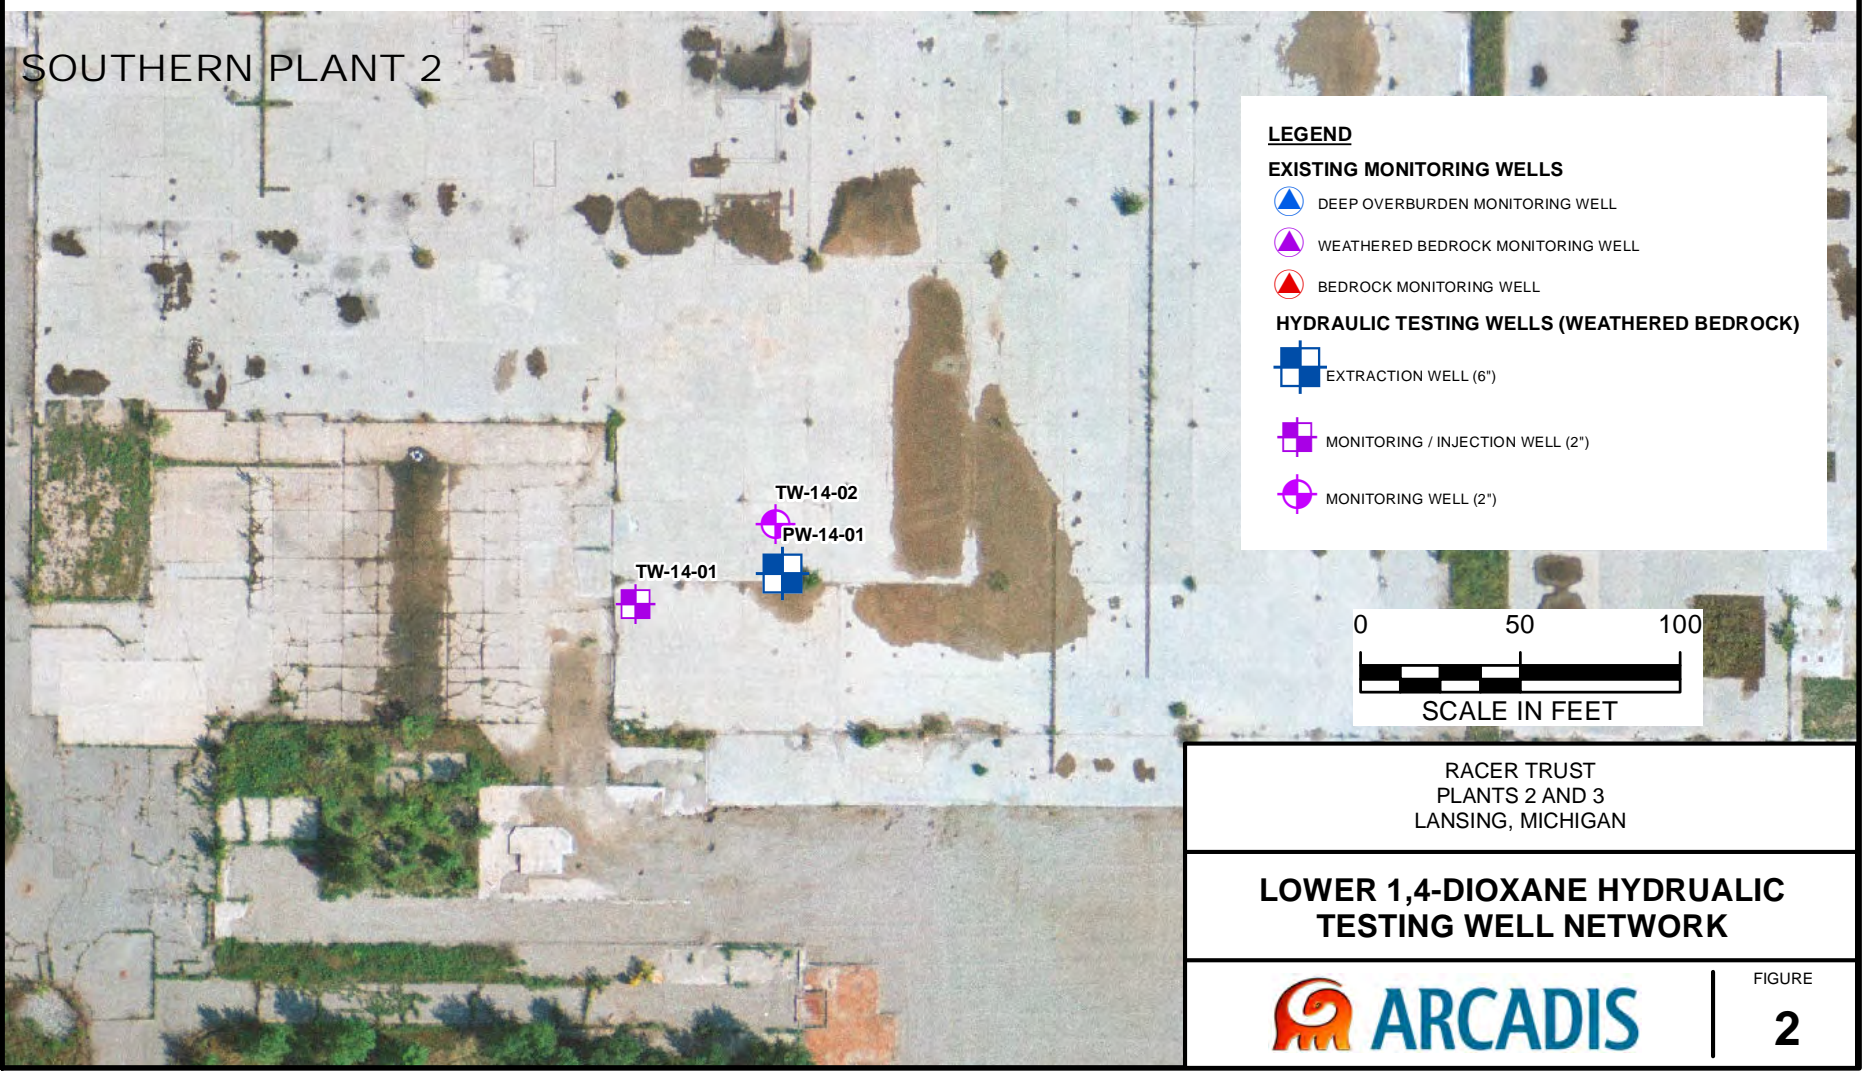 SOUTHERN PLANT 2
LEGEND
EXISTING MONITORING WELLS
DEEP OVERBURDEN MONITORING WELL
WEATHERED BEDROCK MONITORING WELL
BEDROCK MONITORING WELL
HYDRAULIC TESTING WELLS (WEATHERED BEDROCK)
EXTRACTION WELL (6")
MONITORING / INJECTION WELL (2")
MONITORING WELL (2")
TW-14-02
PW-14-01
TW-14-01
0 50 100
SCALE IN FEET
RACER TRUST
PLANTS 2 AND 3
LANSING, MICHIGAN
LOWER 1,4-DIOXANE HYDRUALIC
TESTING WELL NETWORK
ARCADIS
FIGURE
2